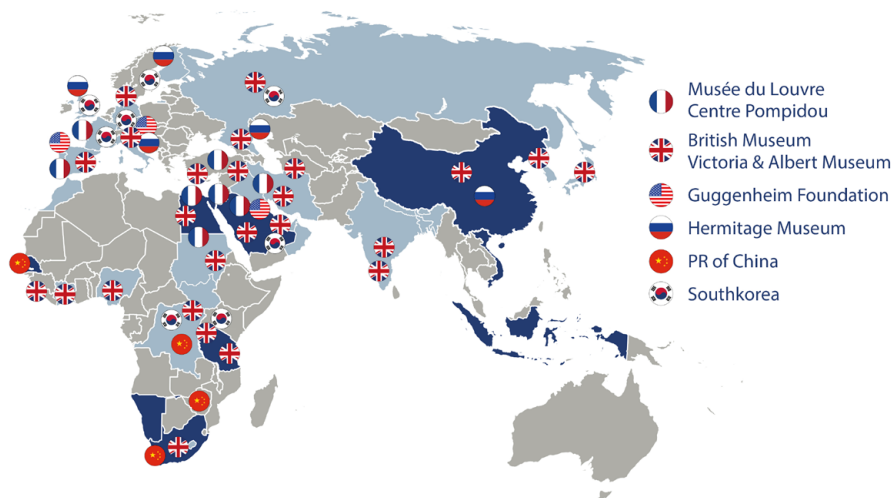 Musée du Louvre
Centre Pompidou
British Museum
Victoria & Albert Museum
Guggenheim Foundation
Hermitage Museum
PR of China
Southkorea